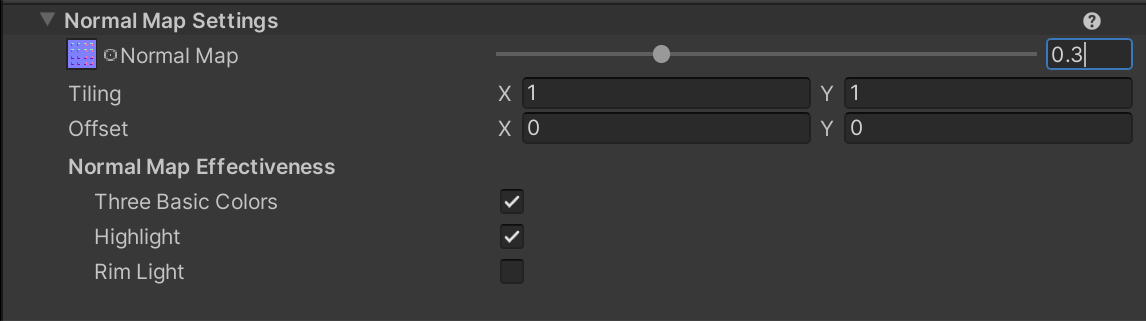 Normal Map Settings ?
Normal Map 0.3
Tiling X 1 Y 1
Offset X 0 Y 0
Normal Map Effectiveness
Three Basic Colors
Highlight
Rim Light